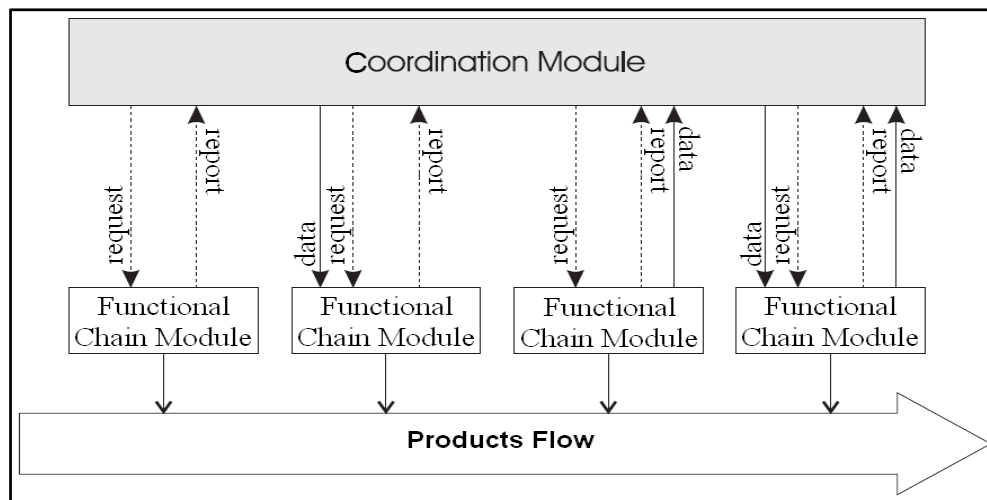 Coordination Module
request
report
data
request
report
request
report
data
data
request
report
data
Functional
Chain Module
Functional
Chain Module
Functional
Chain Module
Functional
Chain Module
Products Flow